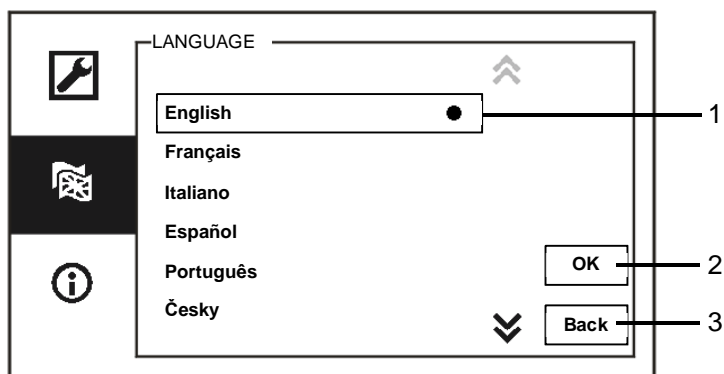 LANGUAGE
English
1
Français
Italiano
Español
Português
OK
2
Česky
Back
3